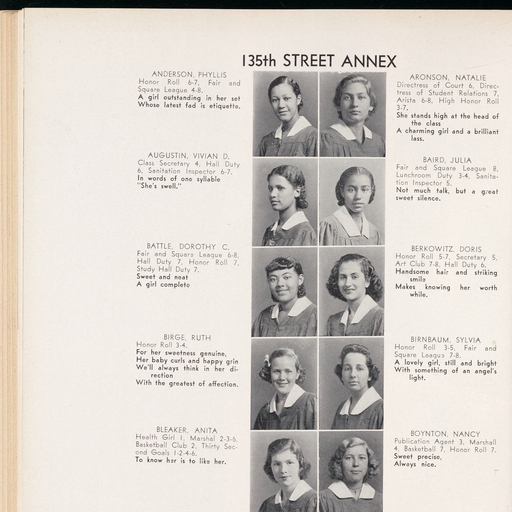 135th STREET ANNEX
ANDERSON, PHYLLIS
Honor Roll 6-7, Fair and
Square League 4-8.
A girl outstanding in her set
Whose latest fad is etiquette.
ARONSON, NATALIE
Directress of Court 6, Direc-
tress of Student Relations 7,
Arista 6-8, High Honor Roll
3-7.
She stands high at the head of
the class
A charming girl and a brilliant
lass.
AUGUSTIN, VIVIAN D.
Class Secretary 4, Hall Duty
6, Sanitation Inspector 6-7.
In words of one syllable
"She's swell."
BAIRD, JULIA
Fair and Square League 8,
Lunchroom Duty 3-4, Sanita-
tion Inspector 5.
Not much talk, but a great
sweet silence.
BATTLE, DOROTHY C.
Fair and Square League 6-8,
Hall Duty 7, Honor Roll 7,
Study Hall Duty 7.
Sweet and neat
A girl complete
BERKOWITZ, DORIS
Honor Roll 5-7, Secretary 5,
Art Club 7-8, Hall Duty 6.
Handsome hair and striking
smile
Makes knowing her worth
while.
BIRGE, RUTH
Honor Roll 3-4.
For her sweetness genuine,
Her baby curls and happy grin
We'll always think in her di-
rection
With the greatest of affection.
BIRNBAUM, SYLVIA
Honor Roll 3-5, Fair and
Square League 7-8.
A lovely girl, still and bright
With something of an angel's
light.
BLEAKER, ANITA
Health Girl 1, Marshal 2-3-6,
Basketball Club 2, Thirty Sec-
ond Goals 1-2-4-6.
To know her is to like her.
BOYNTON, NANCY
Publication Agent 3, Marshall
4, Basketball 7, Honor Roll 7.
Sweet precise,
Always nice.